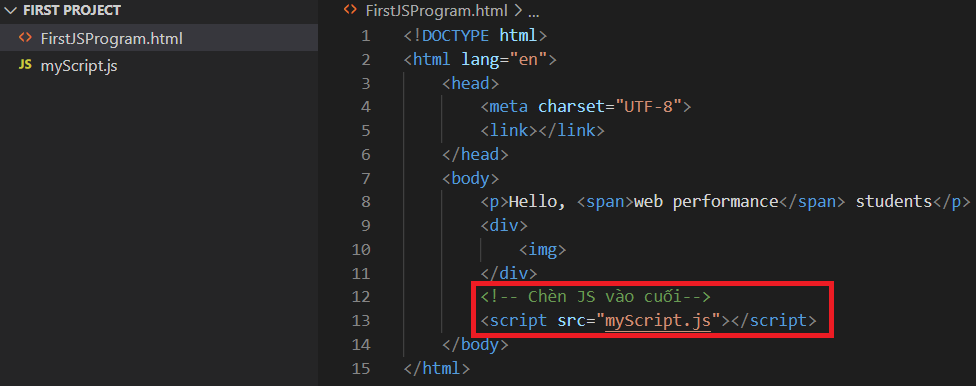 FIRST PROJECT
FirstJSProgram.html
JS myScript.js
FirstJSProgram.html > ...
1 <!DOCTYPE html>
2 <html lang="en">
3 <head>
4 <meta charset="UTF-8">
5 <link></link>
6 </head>
7 <body>
8 <p>Hello, <span>web performance</span> students</p>
9 <div>
10 <img>
11 </div>
12 <!-- Chèn JS vào cuối-->
13 <script src="myScript.js"></script>
14 </body>
15 </html>